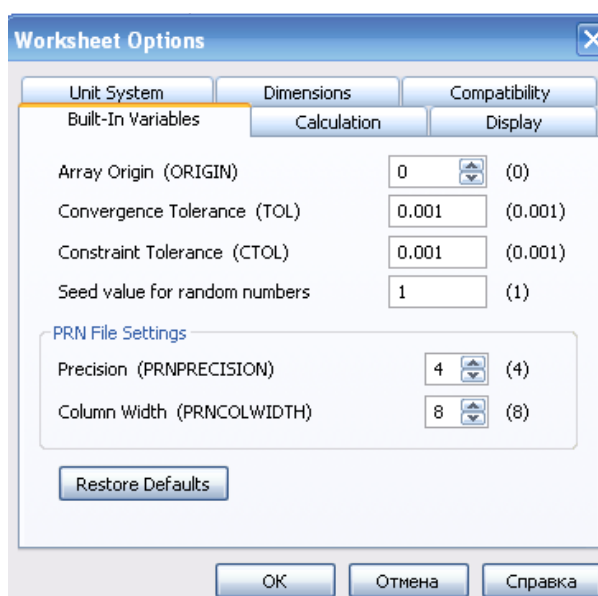 Worksheet Options
Unit System Dimensions Compatibility
Built-In Variables Calculation Display
Array Origin (ORIGIN) 0 (0)
Convergence Tolerance (TOL) 0.001 (0.001)
Constraint Tolerance (CTOL) 0.001 (0.001)
Seed value for random numbers 1 (1)
PRN File Settings
Precision (PRNPRECISION) 4 (4)
Column Width (PRNCOLWIDTH) 8 (8)
Restore Defaults
ОК Отмена Справка